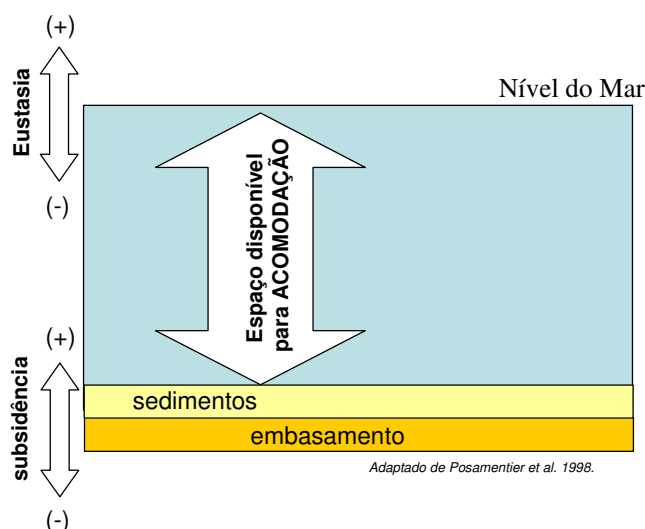 (+)
Eustasia
(-)
Nível do Mar
Espaço disponível
para ACOMODAÇÃO
(+)
subsidência
(-)
sedimentos
embasamento
Adaptado de Posamentier et al. 1998.